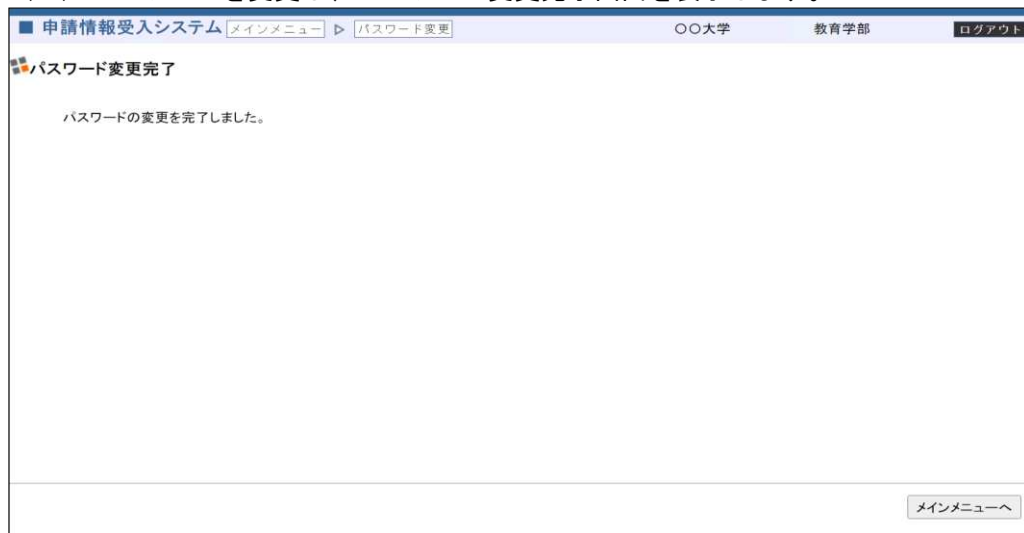 ■ 申請情報受入システム メインメニュー ▷ パスワード変更 〇〇大学 教育学部 ログアウト
パスワード変更完了
パスワードの変更を完了しました。
メインメニューへ